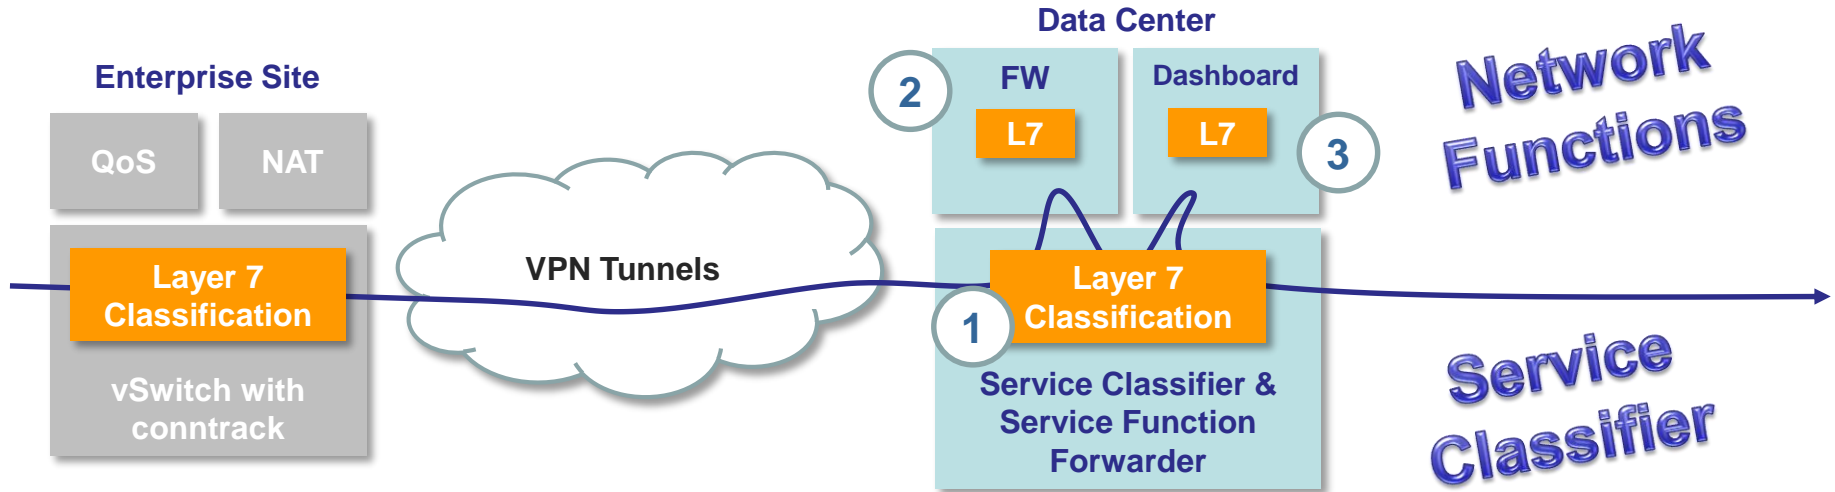 Enterprise Site
QoS
NAT
Layer 7
Classification
vSwitch with
conntrack
VPN Tunnels
Data Center
2
FW
L7
Dashboard
L7
3
1
Layer 7
Classification
Service Classifier &
Service Function
Forwarder
Network
Functions
Service
Classifier